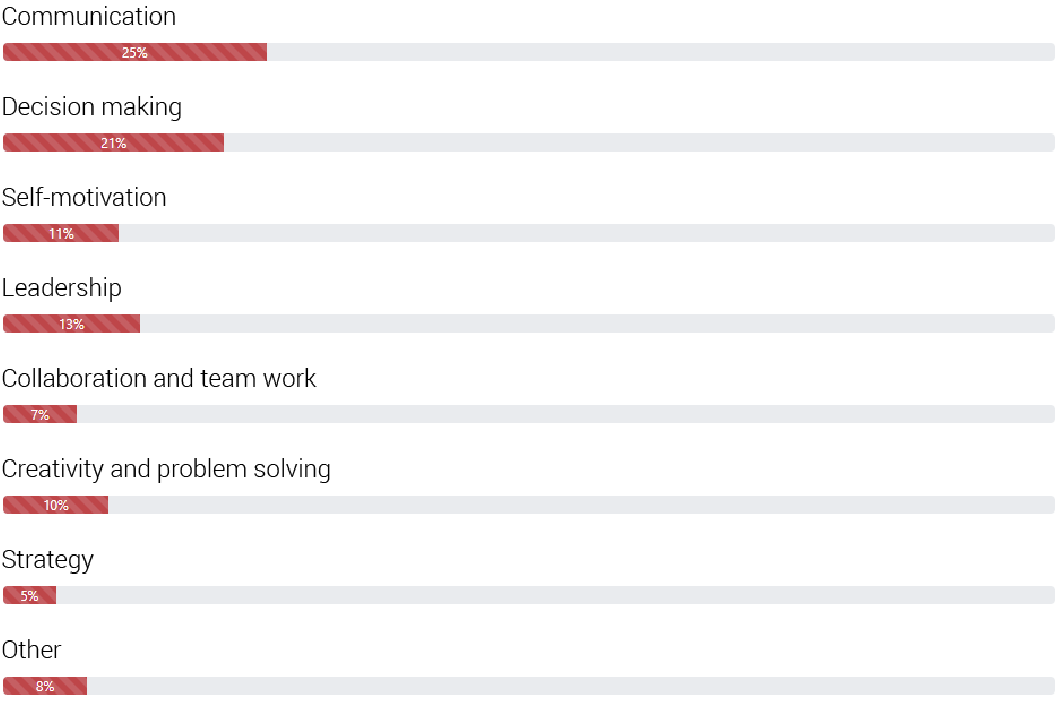 Communication
25%
Decision making
21%
Self-motivation
11%
Leadership
13%
Collaboration and team work
7%
Creativity and problem solving
10%
Strategy
5%
Other
8%